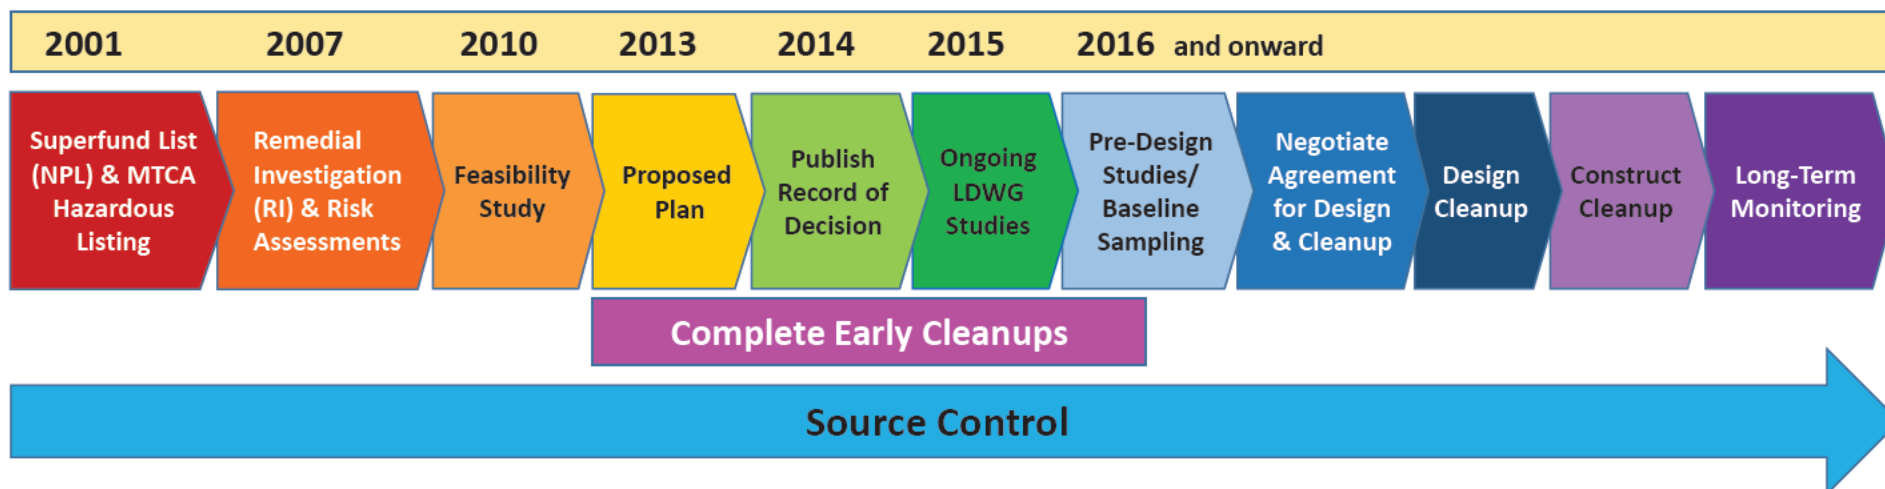 2001 2007 2010 2013 2014 2015 2016 and onward
Superfund List
(NPL) & MTCA
Hazardous
Listing
Remedial
Investigation
(RI) & Risk
Assessments
Feasibility
Study
Proposed
Plan
Publish
Record of
Decision
Ongoing
LDWG
Studies
Pre-Design
Studies/
Baseline
Sampling
Negotiate
Agreement
for Design
& Cleanup
Design
Cleanup
Construct
Cleanup
Long-Term
Monitoring
Complete Early Cleanups
Source Control